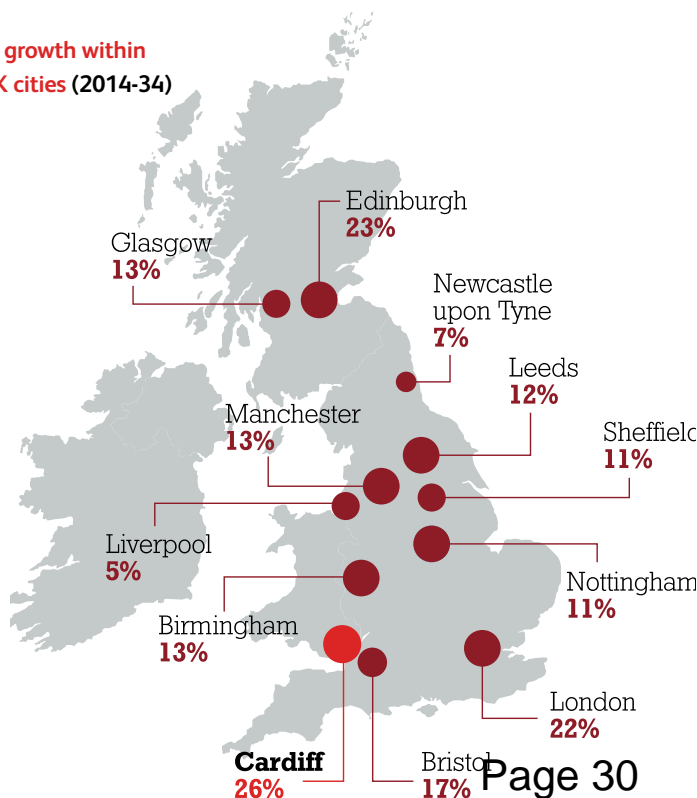 growth within
K cities (2014-34)
Edinburgh
23%
Glasgow
13%
Newcastle
upon Tyne
7%
Leeds
12%
Manchester
13%
Sheffield
11%
Liverpool
5%
Nottingham
11%
Birmingham
13%
London
22%
Cardiff
26%
Bristol
17%
Page 30